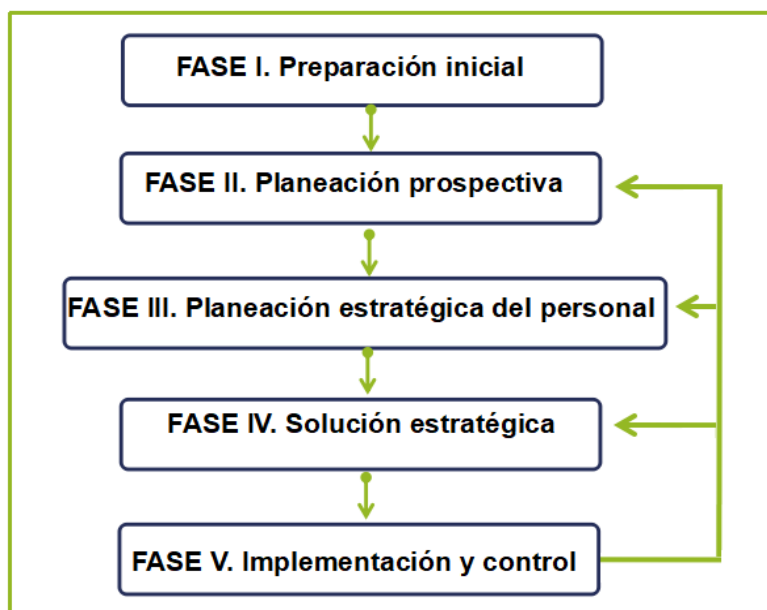 FASE I. Preparación inicial
FASE II. Planeación prospectiva
FASE III. Planeación estratégica del personal
FASE IV. Solución estratégica
FASE V. Implementación y control